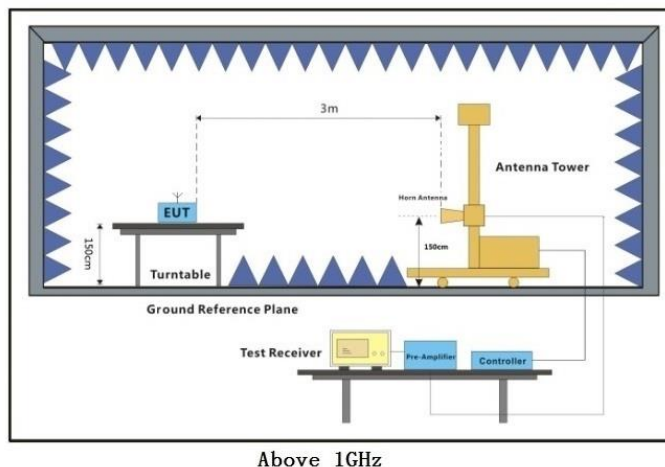 3m
Antenna Tower
Horn Antenna
EUT
150cm
150cm
Turntable
Ground Reference Plane
Test Receiver
Pre-Amplifier
Controller
Above 1GHz